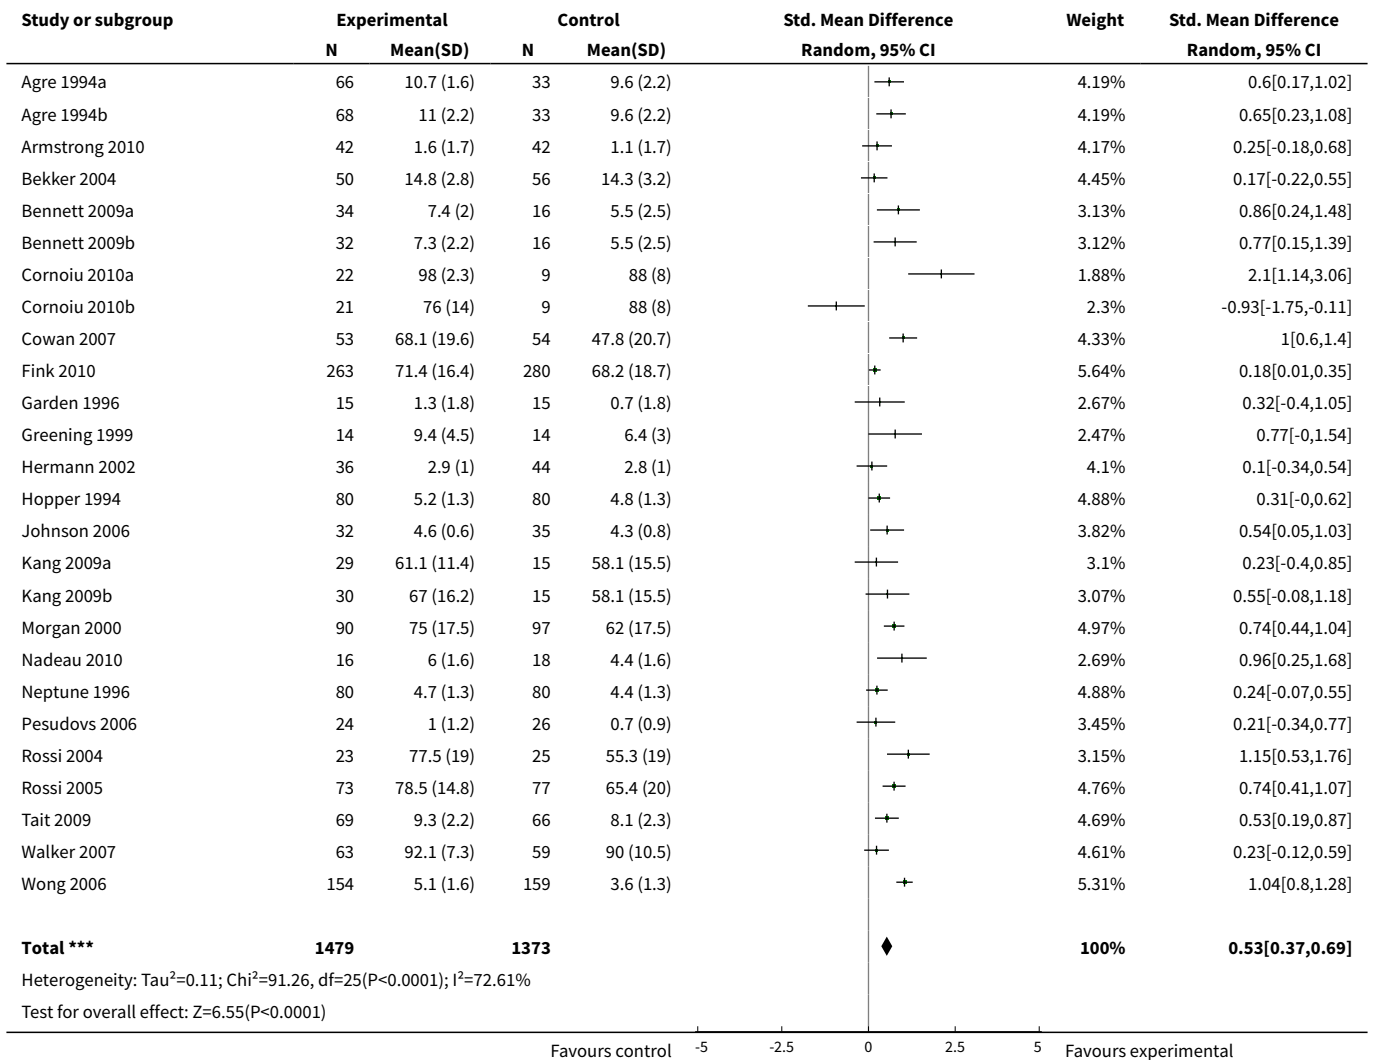 Study or subgroup Experimental Control Std. Mean Difference Weight Std. Mean Difference
N Mean(SD) N Mean(SD) Random, 95% CI Random, 95% CI
Agre 1994a 66 10.7 (1.6) 33 9.6 (2.2) 4.19% 0.6[0.17,1.02]
Agre 1994b 68 11 (2.2) 33 9.6 (2.2) 4.19% 0.65[0.23,1.08]
Armstrong 2010 42 1.6 (1.7) 42 1.1 (1.7) 4.17% 0.25[-0.18,0.68]
Bekker 2004 50 14.8 (2.8) 56 14.3 (3.2) 4.45% 0.17[-0.22,0.55]
Bennett 2009a 34 7.4 (2) 16 5.5 (2.5) 3.13% 0.86[0.24,1.48]
Bennett 2009b 32 7.3 (2.2) 16 5.5 (2.5) 3.12% 0.77[0.15,1.39]
Cornoiu 2010a 22 98 (2.3) 9 88 (8) 1.88% 2.1[1.14,3.06]
Cornoiu 2010b 21 76 (14) 9 88 (8) 2.3% -0.93[-1.75,-0.11]
Cowan 2007 53 68.1 (19.6) 54 47.8 (20.7) 4.33% 1[0.6,1.4]
Fink 2010 263 71.4 (16.4) 280 68.2 (18.7) 5.64% 0.18[0.01,0.35]
Garden 1996 15 1.3 (1.8) 15 0.7 (1.8) 2.67% 0.32[-0.4,1.05]
Greening 1999 14 9.4 (4.5) 14 6.4 (3) 2.47% 0.77[-0,1.54]
Hermann 2002 36 2.9 (1) 44 2.8 (1) 4.1% 0.1[-0.34,0.54]
Hopper 1994 80 5.2 (1.3) 80 4.8 (1.3) 4.88% 0.31[-0,0.62]
Johnson 2006 32 4.6 (0.6) 35 4.3 (0.8) 3.82% 0.54[0.05,1.03]
Kang 2009a 29 61.1 (11.4) 15 58.1 (15.5) 3.1% 0.23[-0.4,0.85]
Kang 2009b 30 67 (16.2) 15 58.1 (15.5) 3.07% 0.55[-0.08,1.18]
Morgan 2000 90 75 (17.5) 97 62 (17.5) 4.97% 0.74[0.44,1.04]
Nadeau 2010 16 6 (1.6) 18 4.4 (1.6) 2.69% 0.96[0.25,1.68]
Neptune 1996 80 4.7 (1.3) 80 4.4 (1.3) 4.88% 0.24[-0.07,0.55]
Pesudovs 2006 24 1 (1.2) 26 0.7 (0.9) 3.45% 0.21[-0.34,0.77]
Rossi 2004 23 77.5 (19) 25 55.3 (19) 3.15% 1.15[0.53,1.76]
Rossi 2005 73 78.5 (14.8) 77 65.4 (20) 4.76% 0.74[0.41,1.07]
Tait 2009 69 9.3 (2.2) 66 8.1 (2.3) 4.69% 0.53[0.19,0.87]
Walker 2007 63 92.1 (7.3) 59 90 (10.5) 4.61% 0.23[-0.12,0.59]
Wong 2006 154 5.1 (1.6) 159 3.6 (1.3) 5.31% 1.04[0.8,1.28]
Total *** 1479 1373 100% 0.53[0.37,0.69]
Heterogeneity: Tau²=0.11; Chi²=91.26, df=25(P<0.0001); I²=72.61%
Test for overall effect: Z=6.55(P<0.0001)
Favours control -5 -2.5 0 2.5 5 Favours experimental